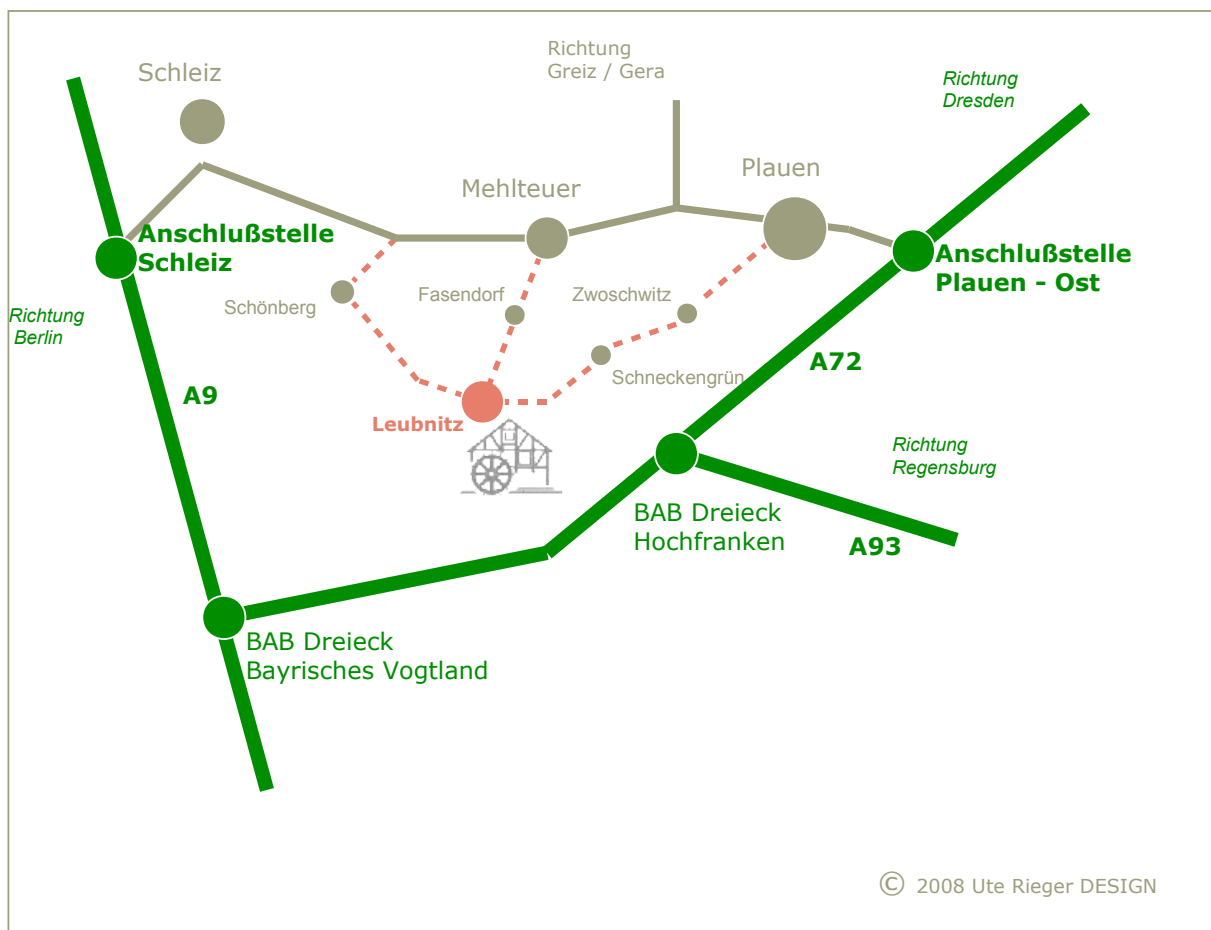 Richtung
Greiz / Gera
Schleiz
Richtung
Dresden
Plauen
Mehlteuer
Anschlußstelle
Schleiz
Anschlußstelle
Plauen - Ost
Fasendorf
Zwoschwitz
Schönberg
Richtung
Berlin
A72
Schneckengrün
A9
Leubnitz
Richtung
Regensburg
BAB Dreieck
Hochfranken
A93
BAB Dreieck
Bayrisches Vogtland
© 2008 Ute Rieger DESIGN